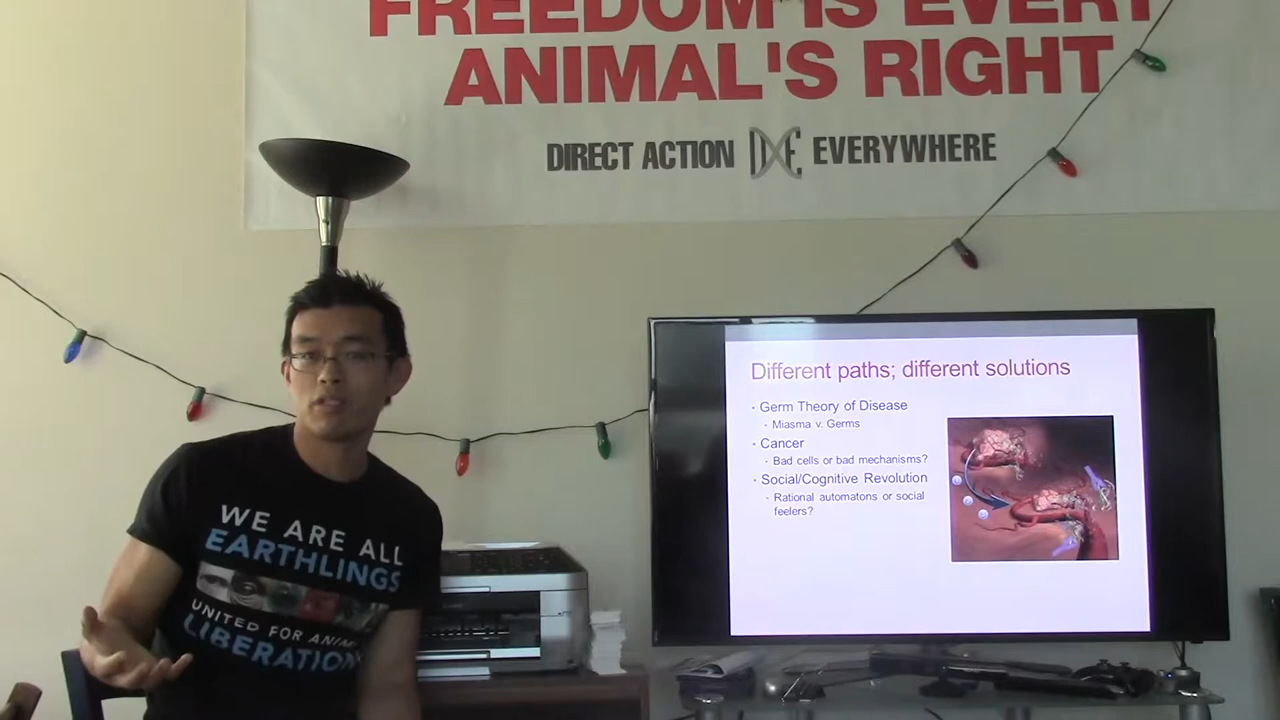 FREEDOM IS EVERY
ANIMAL'S RIGHT
DIRECT ACTION DXE EVERYWHERE
Different paths; different solutions
Germ Theory of Disease
Miasma v. Germs
Cancer
Bad cells or bad mechanisms?
Social/Cognitive Revolution
Rational automatons or social
feelers?
WE ARE ALL
EARTHLINGS
UNITED FOR ANIM
LIBERATION